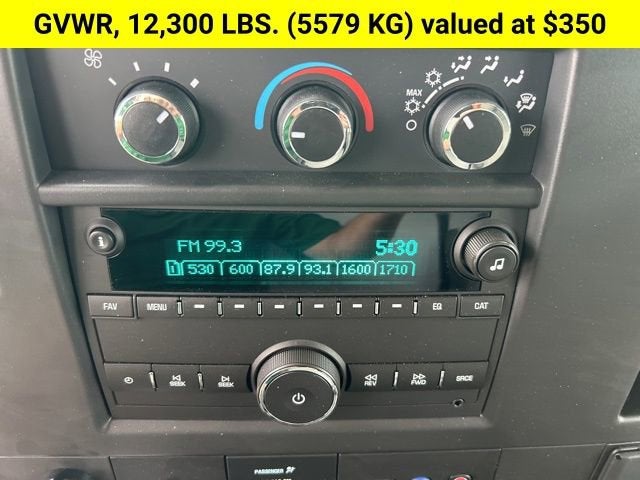 GVWR, 12,300 LBS. (5579 KG) valued at $350
MAX
FM 99.3 5:30
1 530 600 87.9 93.1 1600 1710
i
FAV MENU EQ CAT
SEEK SEEK REV FWD SRCE
PASSENGER